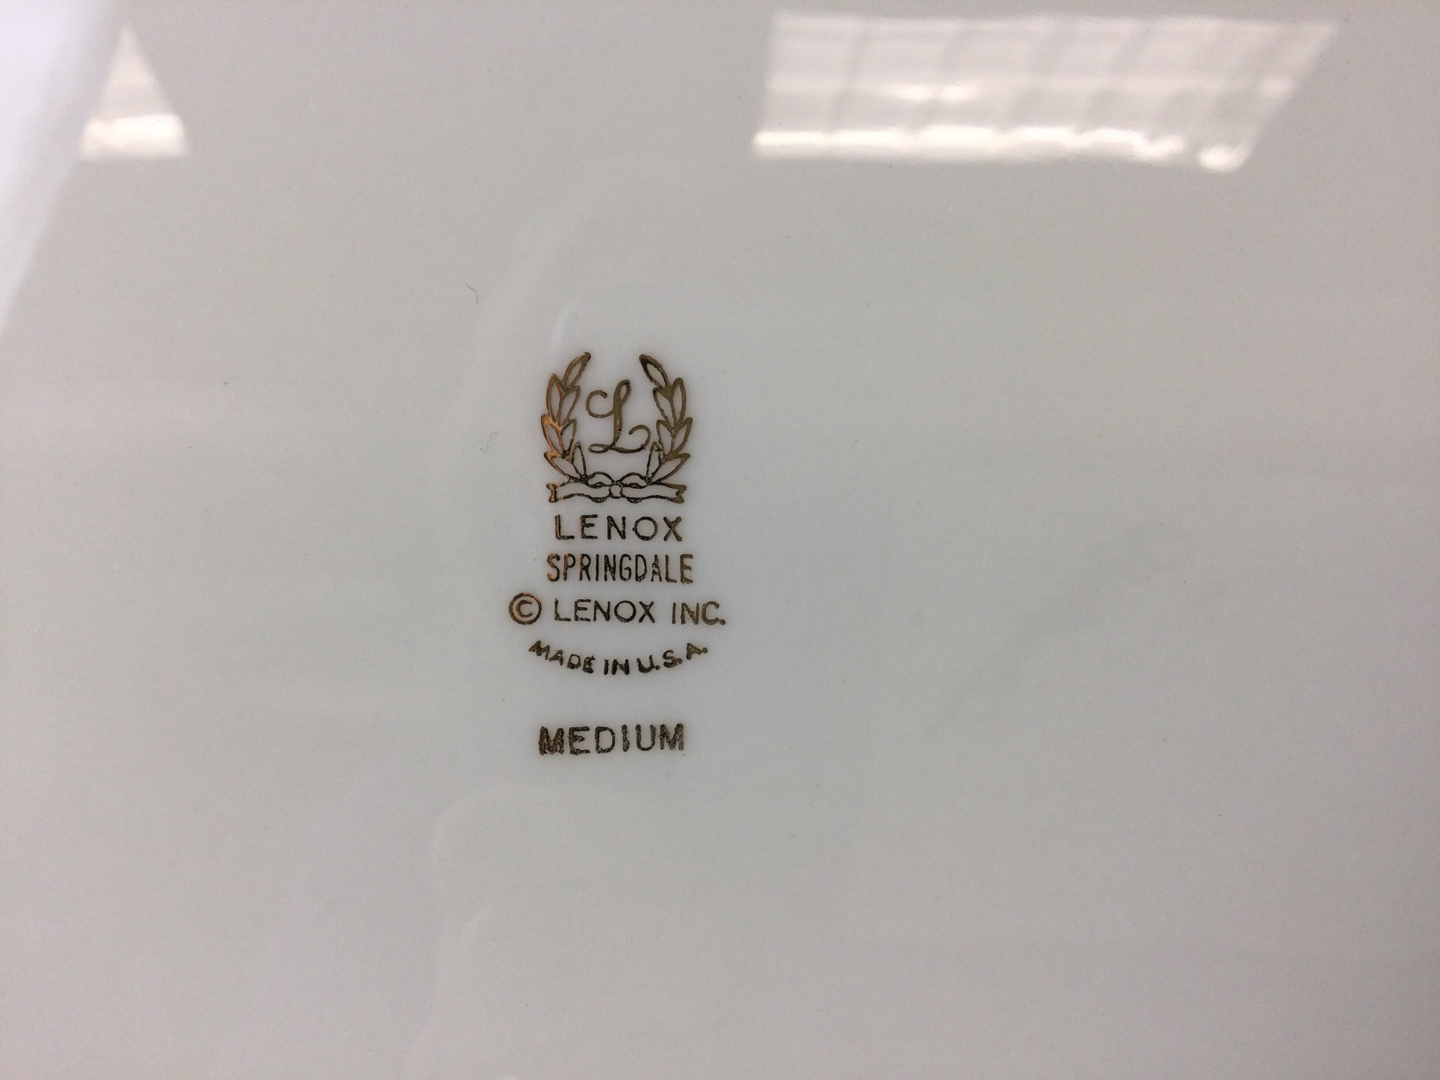 L
LENOX
SPRINGDALE
© LENOX INC.
MADE IN U.S.A.
MEDIUM